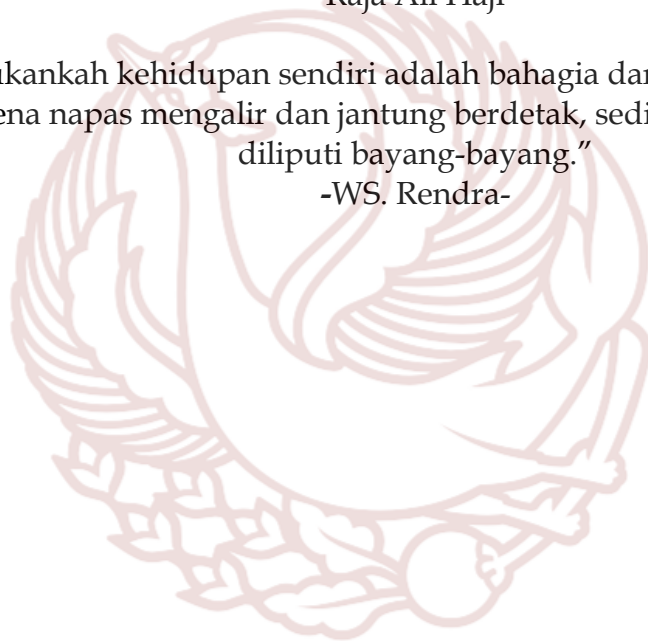 Raja Ali Haji
ukankah kehidupan sendiri adalah bahagia dan
ena napas mengalir dan jantung berdetak, sedi
diliputi bayang-bayang.”
-WS. Rendra-